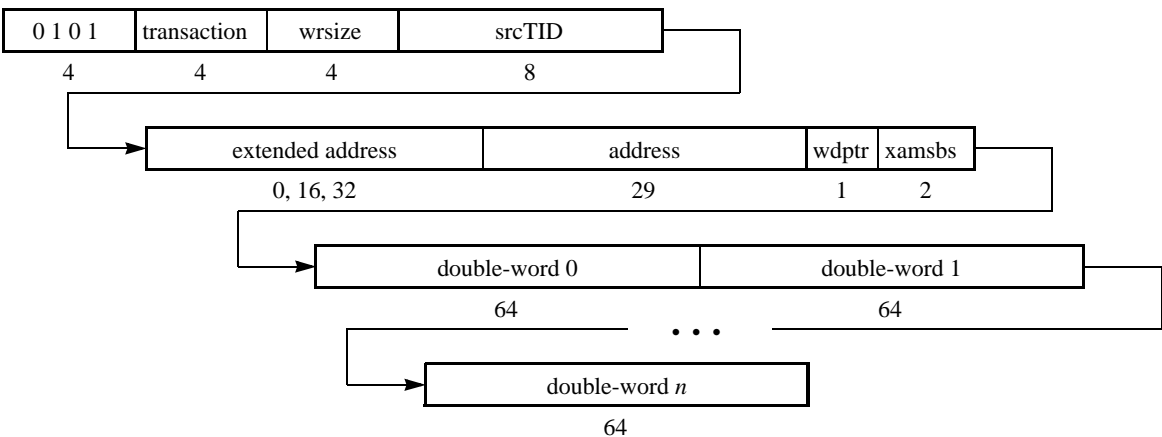 0 1 0 1 transaction wrsize srcTID
4 4 4 8
extended address address wdptr xamsbs
0, 16, 32 29 1 2
double-word 0 double-word 1
64 64
• • •
double-word n
64